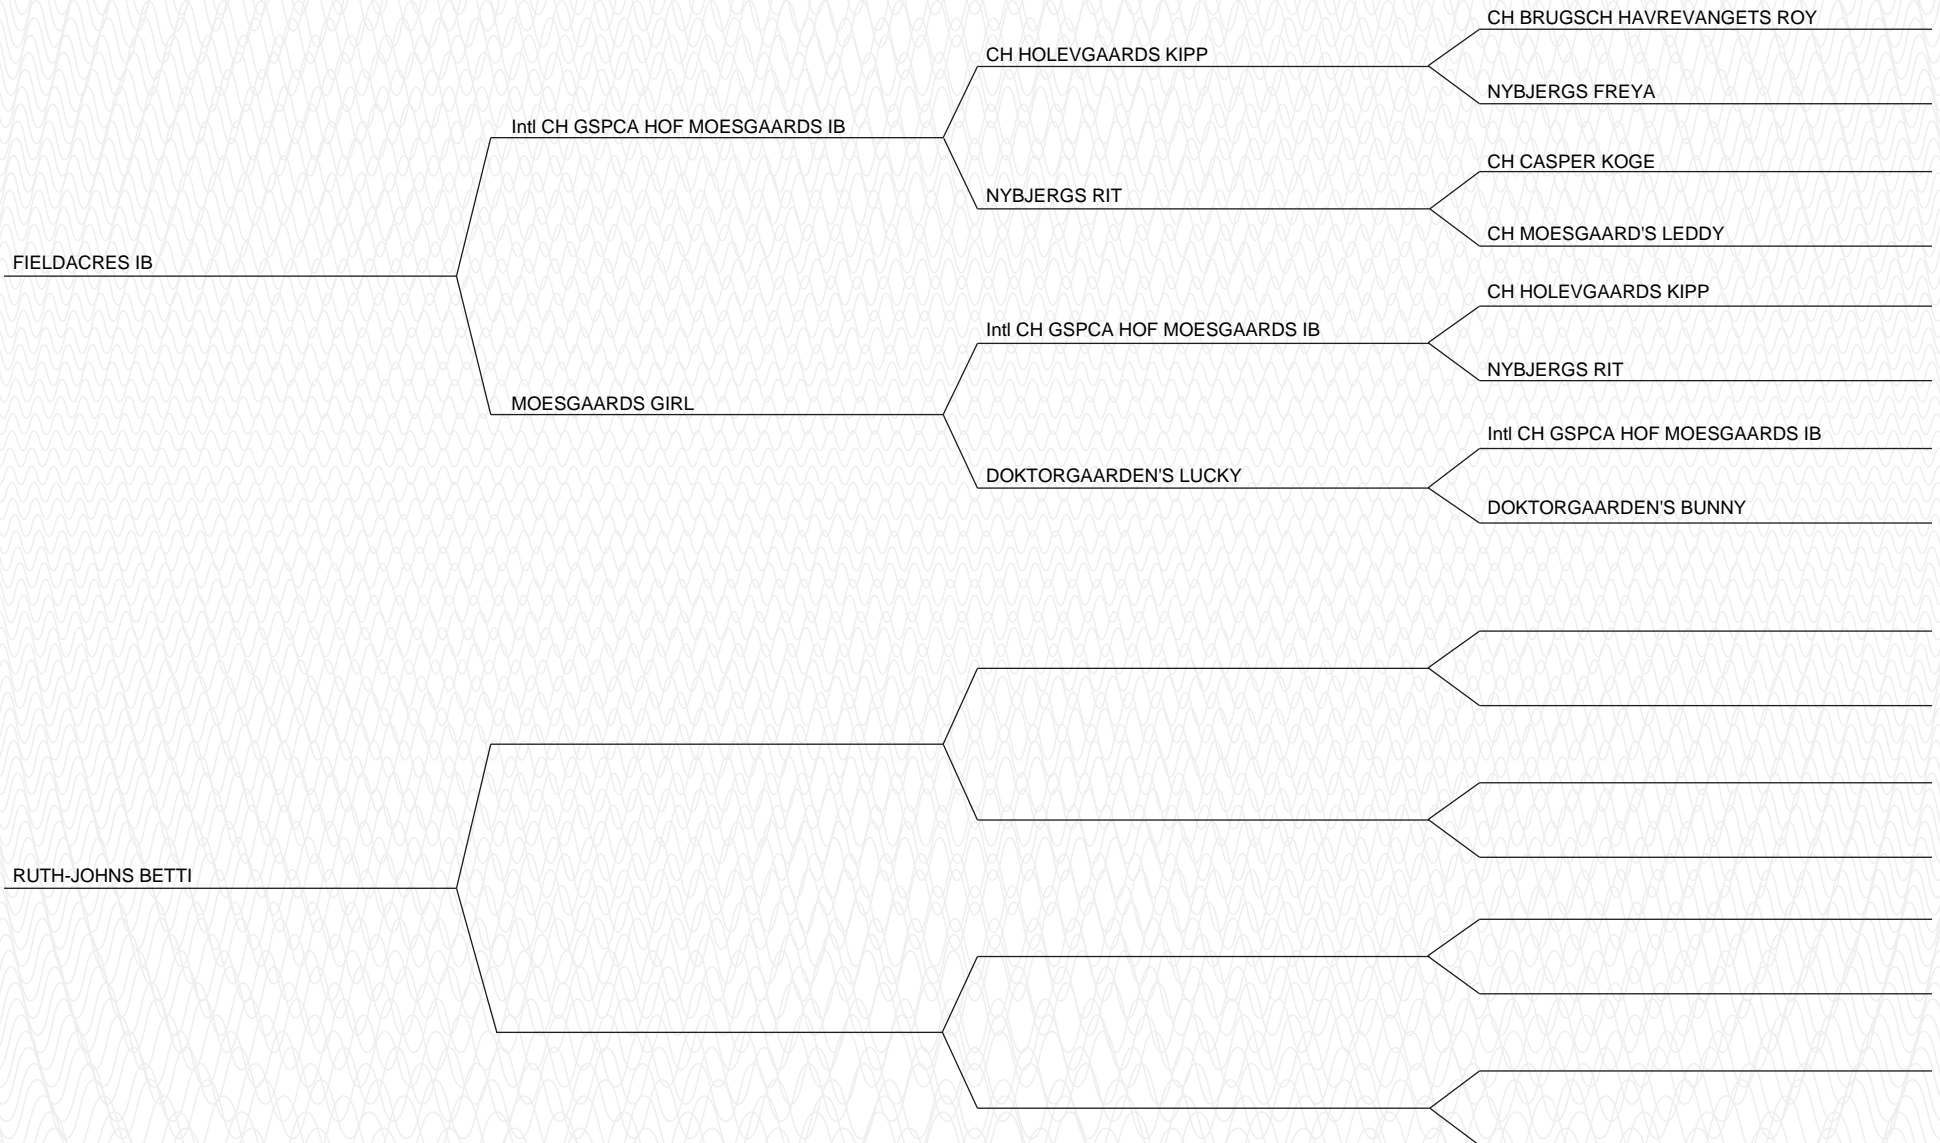 CH BRUGSCH HAVREVANGETS ROY
CH HOLEVGAARDS KIPP
NYBJERGS FREYA
Intl CH GSPCA HOF MOESGAARDS IB
CH CASPER KOGE
NYBJERGS RIT
CH MOESGAARD'S LEDDY
FIELDACRES IB
CH HOLEVGAARDS KIPP
Intl CH GSPCA HOF MOESGAARDS IB
NYBJERGS RIT
MOESGAARDS GIRL
Intl CH GSPCA HOF MOESGAARDS IB
DOKTORGAARDEN'S LUCKY
DOKTORGAARDEN'S BUNNY
RUTH-JOHNS BETTI